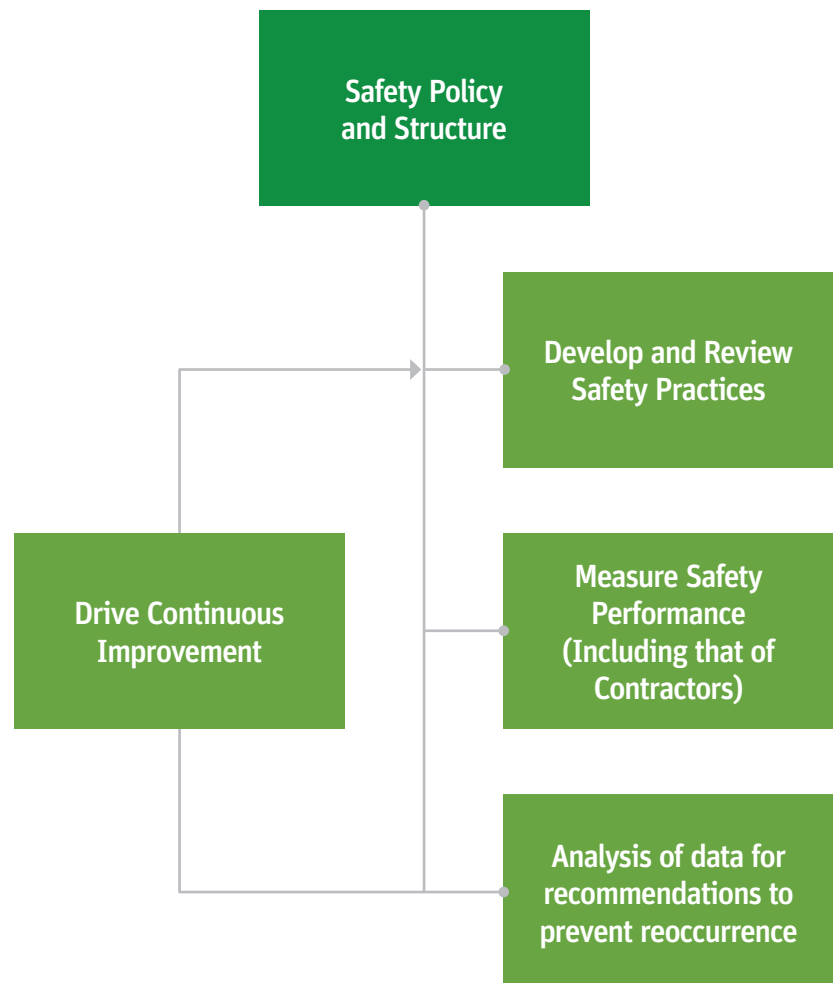 Safety Policy
and Structure
Develop and Review
Safety Practices
Drive Continuous
Improvement
Measure Safety
Performance
(Including that of
Contractors)
Analysis of data for
recommendations to
prevent reoccurrence